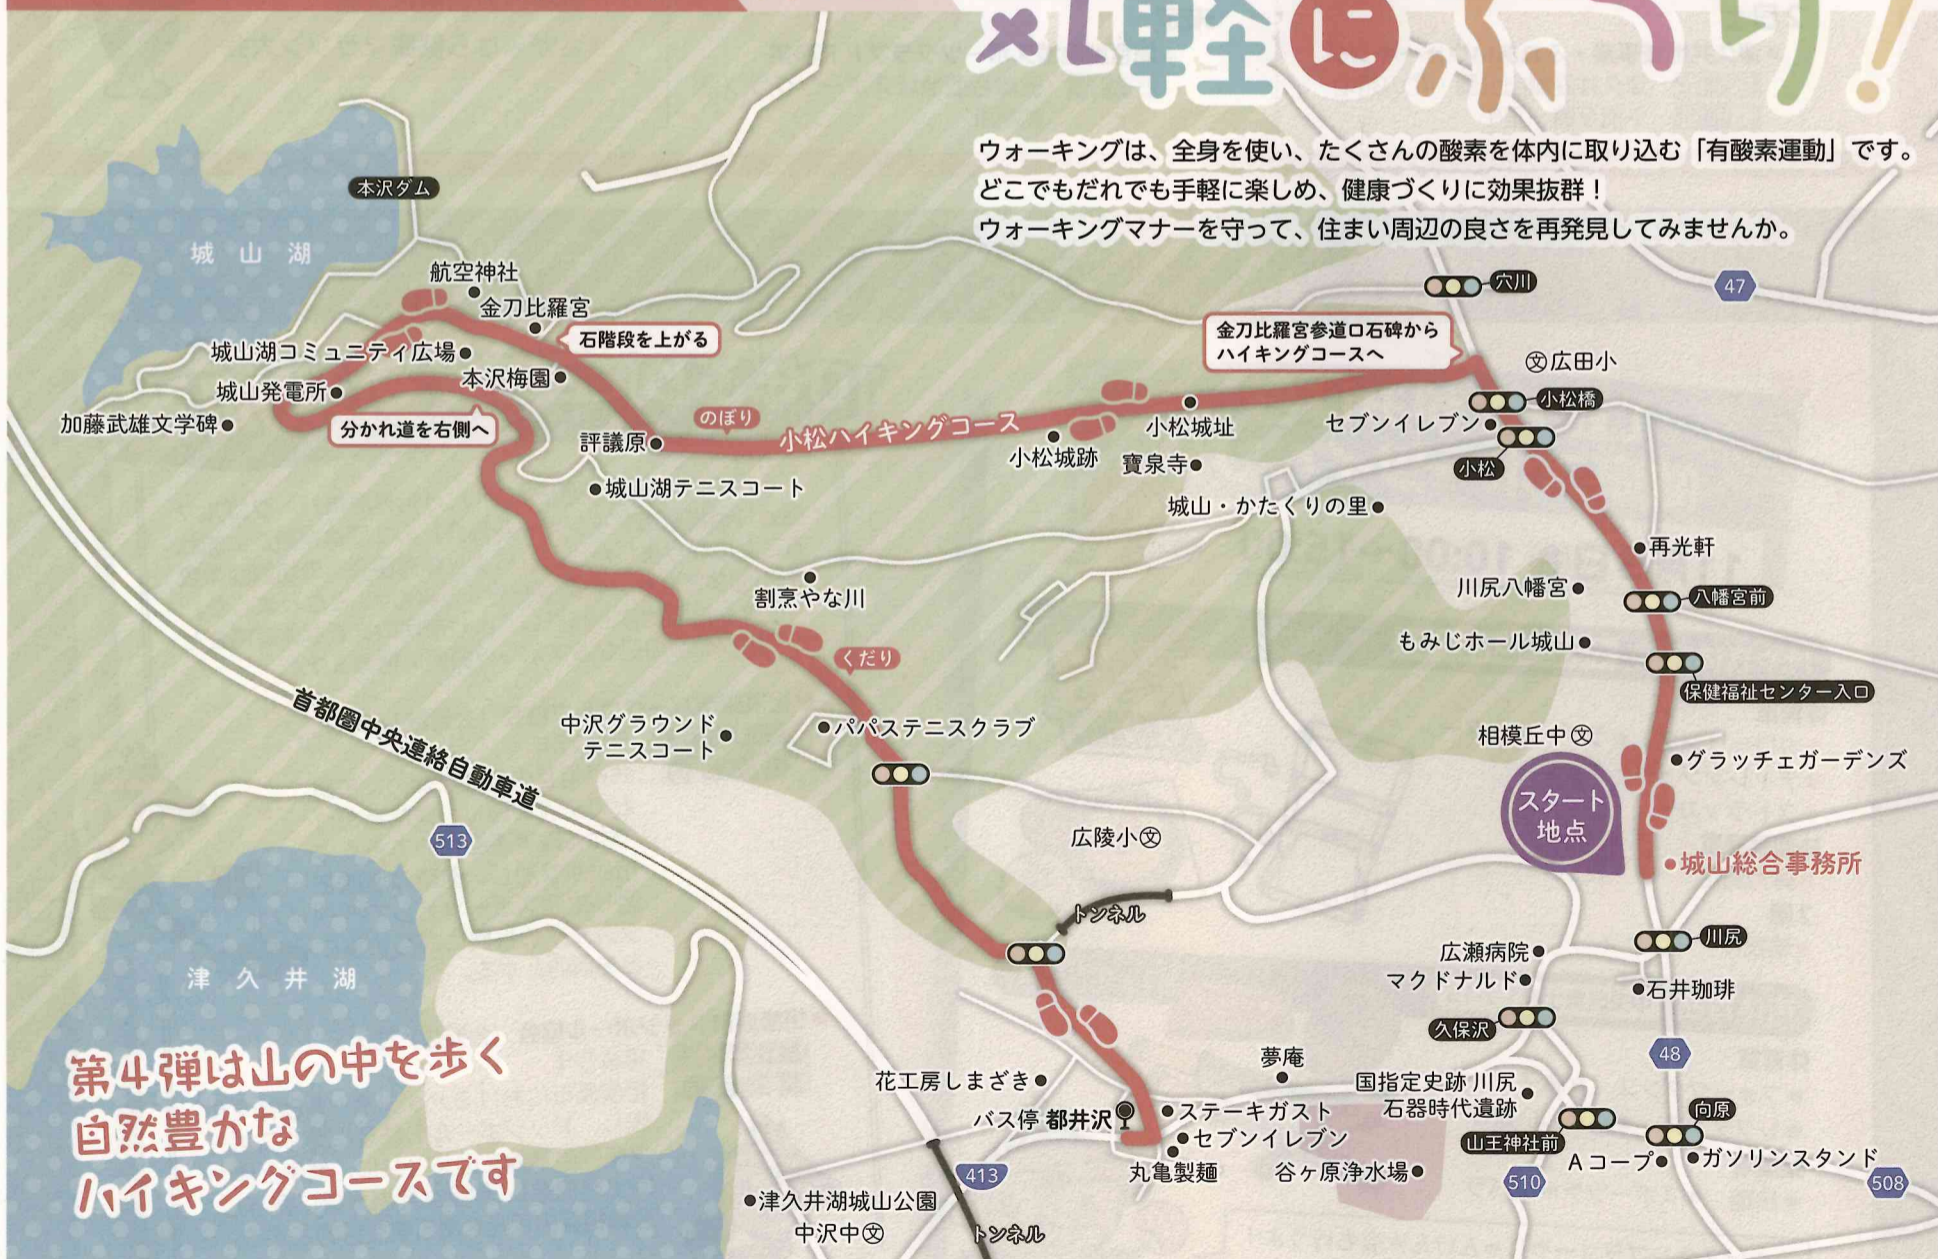 気軽にふらり!
ウォーキングは、全身を使い、たくさんの酸素を体内に取り込む「有酸素運動」です。
どこでもだれでも手軽に楽しめ、健康づくりに効果抜群！
ウォーキングマナーを守って、住まい周辺の良さを再発見してみませんか。
本沢ダム
城山湖
航空神社
金刀比羅宮
石階段を上がる
城山湖コミュニティ広場
本沢梅園
城山発電所
加藤武雄文学碑
分かれ道を右側へ
評議原
のぼり
小松ハイキングコース
城山湖テニスコート
小松城跡
小松城址
寶泉寺
城山・かたくりの里
金刀比羅宮参道口石碑から
ハイキングコースへ
穴川
47
文広田小
小松橋
セブンイレブン
小松
再光軒
川尻八幡宮
八幡宮前
もみじホール城山
保健福祉センター入口
相模丘中文
グラッチェガーデンズ
スタート
地点
城山総合事務所
割烹やな川
くだり
中沢グラウンド
テニスコート
パパステニスクラブ
首都圏中央連絡自動車道
513
広陵小文
トンネル
川尻
広瀬病院
マクドナルド
石井珈琲
久保沢
48
津久井湖
第4弾は山の中を歩く
自然豊かな
ハイキングコースです
花工房しまざき
夢庵
国指定史跡 川尻
石器時代遺跡
バス停 都井沢
ステーキガスト
セブンイレブン
丸亀製麺
谷ヶ原浄水場
山王神社前
向原
Aコープ
ガソリンスタンド
413
510
508
津久井湖城山公園
中沢中文
トンネル